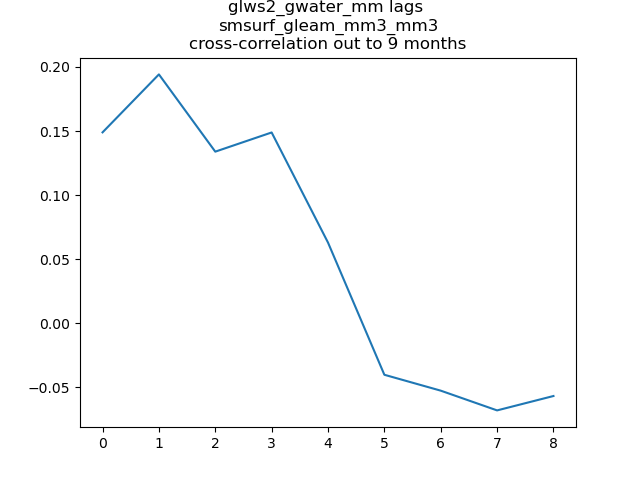 glws2_gwater_mm lags
smsurf_gleam_mm3_mm3
cross-correlation out to 9 months
0.20
0.15
0.10
0.05
0.00
−0.05
0 1 2 3 4 5 6 7 8